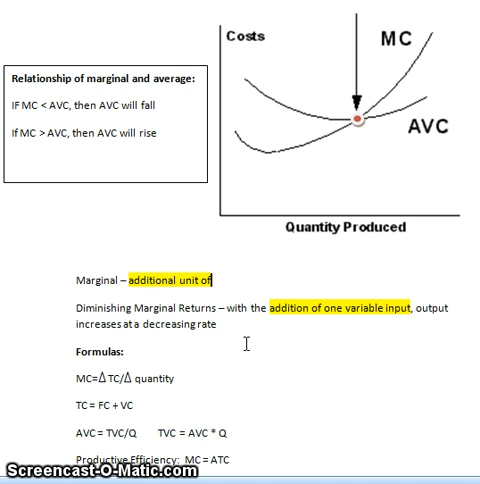 Costs
MC
AVC
Quantity Produced
Relationship of marginal and average:
IF MC < AVC, then AVC will fall
If MC > AVC, then AVC will rise
Marginal – additional unit of
Diminishing Marginal Returns – with the addition of one variable input, output
increases at a decreasing rate
Formulas:
MC=Δ TC/Δ quantity
TC = FC + VC
AVC = TVC/Q TVC = AVC * Q
Productive Efficiency: MC = ATC
Screencast-O-Matic.com